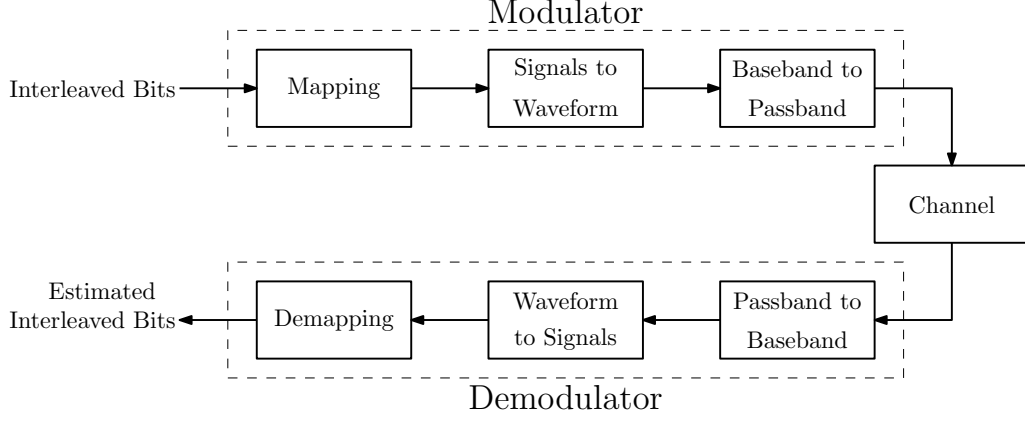 Modulator
Interleaved Bits
Mapping
Signals to
Waveform
Baseband to
Passband
Channel
Estimated
Interleaved Bits
Demapping
Waveform
to Signals
Passband to
Baseband
Demodulator